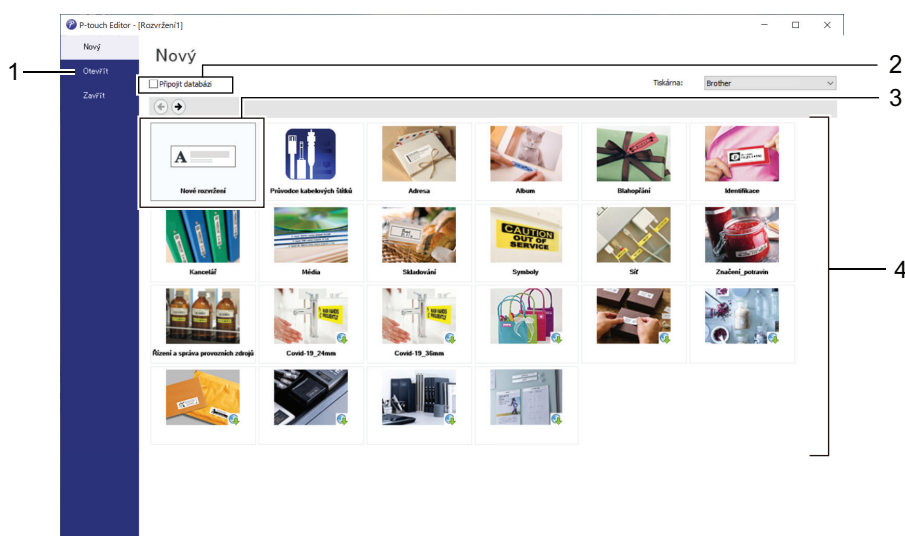 P-touch Editor - [Rozvržení1]
Nový
Otevřít
Zavřít
Nový
Připojit databázi
Tiskárna:
Brother
1
2
3
4
A
Nové rozvržení
Průvodce kabelových štítků
Adresa
Album
Blahopřání
Identifikace
Kancelář
Média
Skladování
CAUTION
OUT OF
SERVICE
Symboly
Síť
Značení_potravin
Řízení a správa provozních zdrojů
Covid-19_24mm
Covid-19_36mm